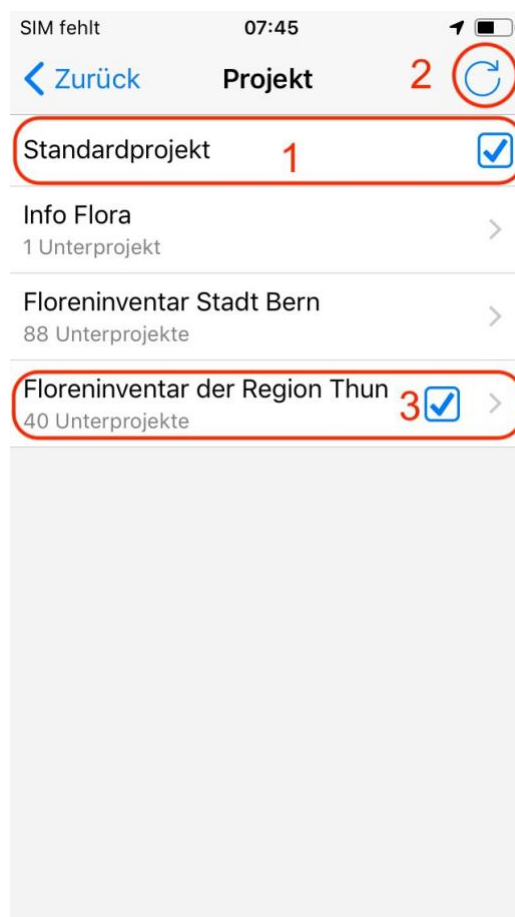 SIM fehlt 07:45
Zurück Projekt 2
Standardprojekt 1
Info Flora
1 Unterprojekt
Floreninventar Stadt Bern
88 Unterprojekte
Floreninventar der Region Thun 3
40 Unterprojekte